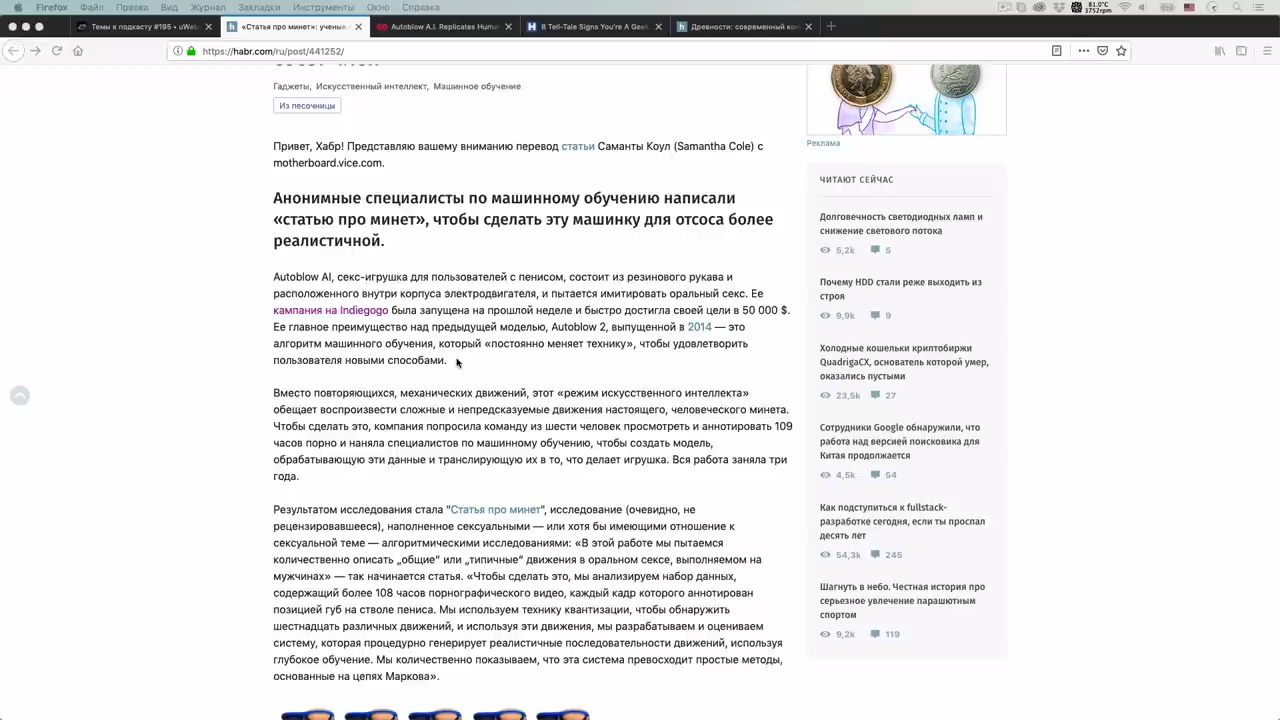 Firefox Файл Правка Вид Журнал Закладки Инструменты Окно Справка
81.0°C
3752rpm
Темы к подкасту #195 • uWeb
«Статья про минет»: ученые
Autoblow A.I. Replicates Huma
8 Tell-Tale Signs You're A Geek
Древности: современный кон
https://habr.com/ru/post/441252/
Гаджеты, Искусственный интеллект, Машинное обучение
Из песочницы
Привет, Хабр! Представляю вашему вниманию перевод статьи Саманты Коул (Samantha Cole) с
motherboard.vice.com.
Анонимные специалисты по машинному обучению написали
«статью про минет», чтобы сделать эту машинку для отсоса более
реалистичной.
Autoblow AI, секс-игрушка для пользователей с пенисом, состоит из резинового рукава и
расположенного внутри корпуса электродвигателя, и пытается имитировать оральный секс. Ее
кампания на Indiegogo была запущена на прошлой неделе и быстро достигла своей цели в 50 000 $.
Ее главное преимущество над предыдущей моделью, Autoblow 2, выпущенной в 2014 — это
алгоритм машинного обучения, который «постоянно меняет технику», чтобы удовлетворить
пользователя новыми способами.
Вместо повторяющихся, механических движений, этот «режим искусственного интеллекта»
обещает воспроизвести сложные и непредсказуемые движения настоящего, человеческого минета.
Чтобы сделать это, компания попросила команду из шести человек просмотреть и аннотировать 109
часов порно и наняла специалистов по машинному обучению, чтобы создать модель,
обрабатывающую эти данные и транслирующую их в то, что делает игрушка. Вся работа заняла три
года.
Результатом исследования стала "Статья про минет", исследование (очевидно, не
рецензировавшееся), наполненное сексуальными — или хотя бы имеющими отношение к
сексуальной теме — алгоритмическими исследованиями: «В этой работе мы пытаемся
количественно описать „общие“ или „типичные“ движения в оральном сексе, выполняемом на
мужчинах» — так начинается статья. «Чтобы сделать это, мы анализируем набор данных,
содержащий более 108 часов порнографического видео, каждый кадр которого аннотирован
позицией губ на стволе пениса. Мы используем технику квантизации, чтобы обнаружить
шестнадцать различных движений, и используя эти движения, мы разрабатываем и оцениваем
систему, которая процедурно генерирует реалистичные последовательности движений, используя
глубокое обучение. Мы количественно показываем, что эта система превосходит простые методы,
основанные на цепях Маркова».
Реклама
ЧИТАЮТ СЕЙЧАС
Долговечность светодиодных ламп и
снижение светового потока
5,2k 5
Почему HDD стали реже выходить из
строя
9,9k 9
Холодные кошельки криптобиржи
QuadrigaCX, основатель которой умер,
оказались пустыми
23,5k 27
Сотрудники Google обнаружили, что
работа над версией поисковика для
Китая продолжается
4,5k 54
Как подступиться к fullstack-
разработке сегодня, если ты проспал
десять лет
54,3k 245
Шагнуть в небо. Честная история про
серьезное увлечение парашютным
спортом
9,2k 119